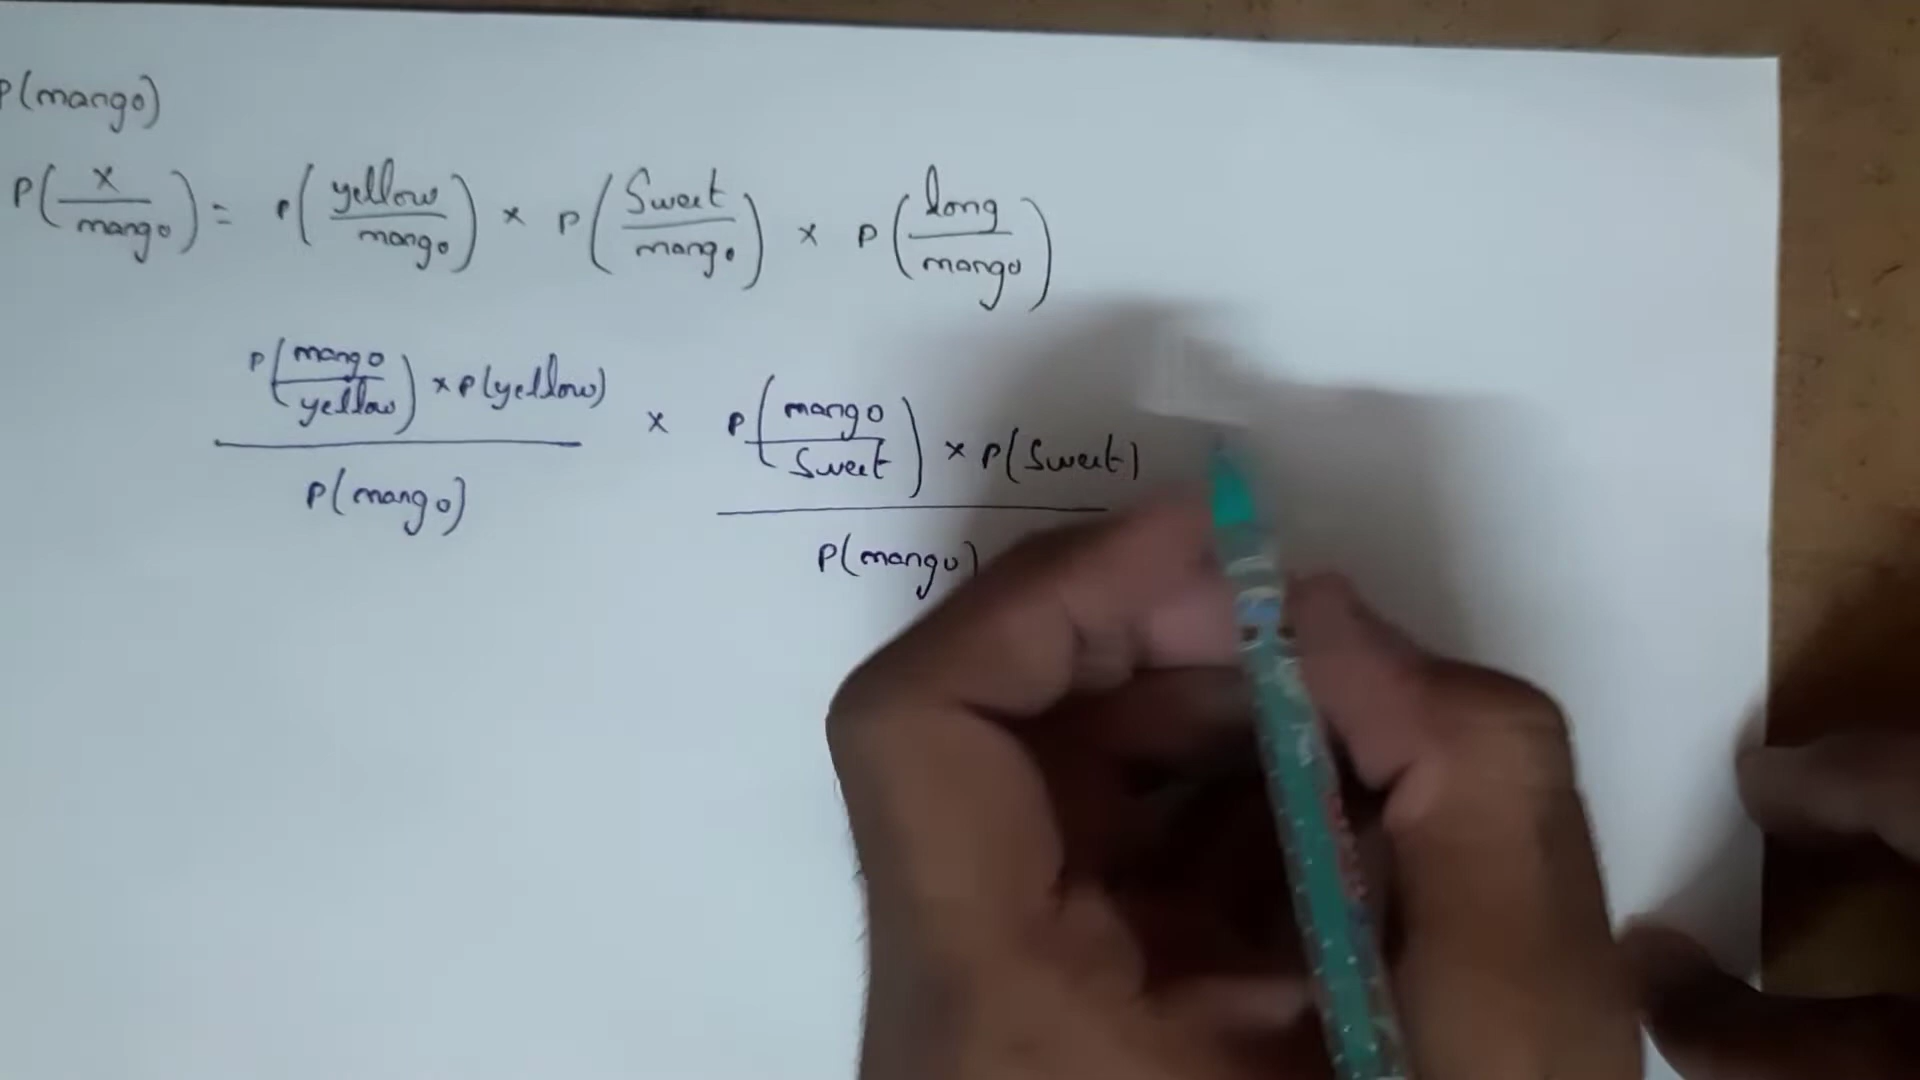 P(mango)
P(x/mango) = P(yellow/mango) × P(Sweet/mango) × P(long/mango)
P(mango/yellow) × P(yellow) / P(mango) × P(mango/Sweet) × P(Sweet) / P(mango)